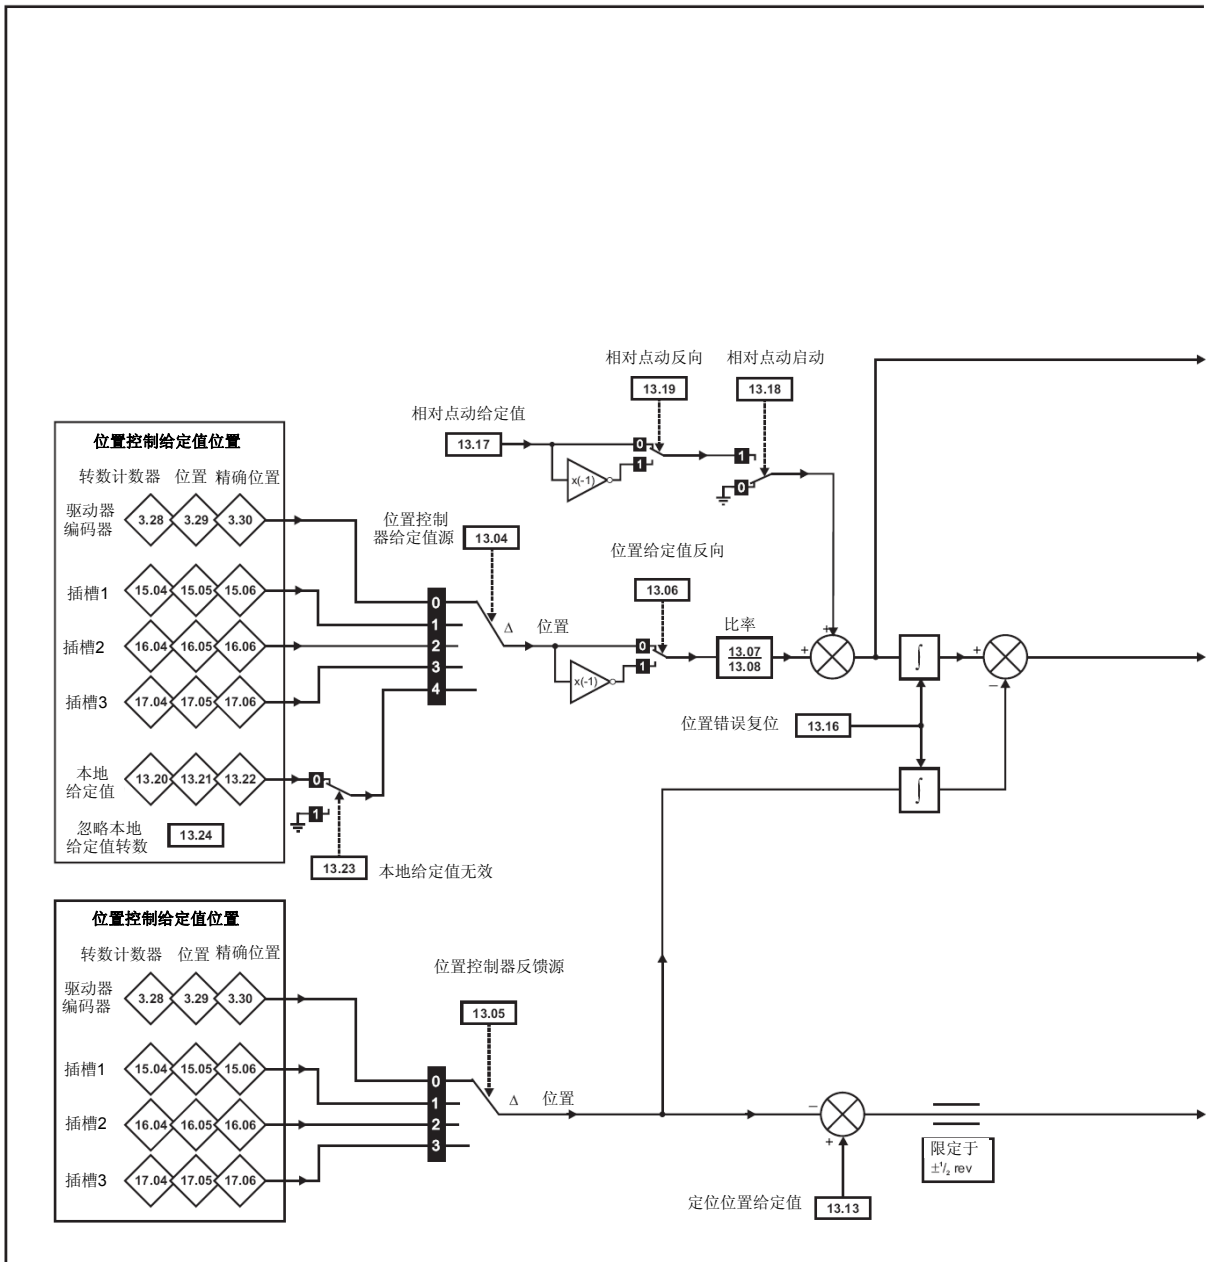 相对点动反向 相对点动启动
13.19 13.18
相对点动给定值
13.17
0
1
x(-1)
1
0
位置控制给定值位置
转数计数器 位置 精确位置
驱动器
编码器
3.28 3.29 3.30
插槽1
15.04 15.05 15.06
插槽2
16.04 16.05 16.06
插槽3
17.04 17.05 17.06
本地
给定值
13.20 13.21 13.22
忽略本地
给定值转数
13.24
0
1
13.23
本地给定值无效
位置控制
器给定值源
13.04
0
1
2
3
4
Δ 位置
位置给定值反向
13.06
0
1
x(-1)
比率
13.07
13.08
+
+
∫
+
−
位置错误复位
13.16
∫
位置控制给定值位置
转数计数器 位置 精确位置
驱动器
编码器
3.28 3.29 3.30
插槽1
15.04 15.05 15.06
插槽2
16.04 16.05 16.06
插槽3
17.04 17.05 17.06
位置控制器反馈源
13.05
0
1
2
3
Δ 位置
−
+
限定于
±¹/₂ rev
定位位置给定值
13.13